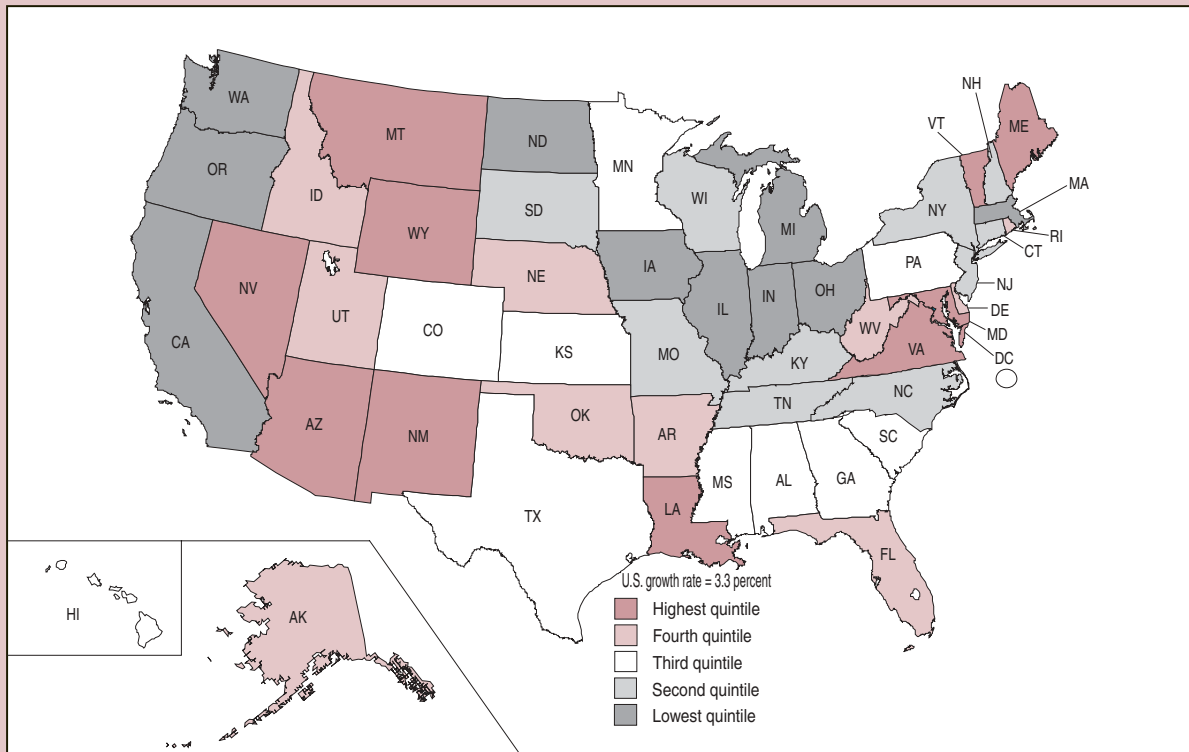 NH
VT
ME
WA
MT
ND
MN
OR
ID
WI
MA
SD
NY
MI
WY
RI
CT
PA
IA
NE
NJ
NV
OH
IN
IL
DE
UT
CO
WV
MD
CA
KS
MO
VA
DC
KY
NC
TN
OK
AZ
NM
AR
SC
MS
AL
GA
LA
TX
FL
U.S. growth rate = 3.3 percent
Highest quintile
HI
AK
Fourth quintile
Third quintile
Second quintile
Lowest quintile